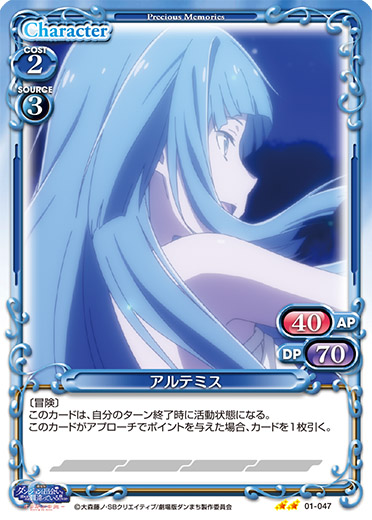 Precious Memories
Character
COST
2
SOURCE
3
40 AP
DP 70
アルテミス
〔冒険〕
このカードは、自分のターン終了時に活動状態になる。
このカードがアプローチでポイントを与えた場合、カードを1枚引く。
01-047
©大森藤ノ・SBクリエイティブ/劇場版ダンまち製作委員会